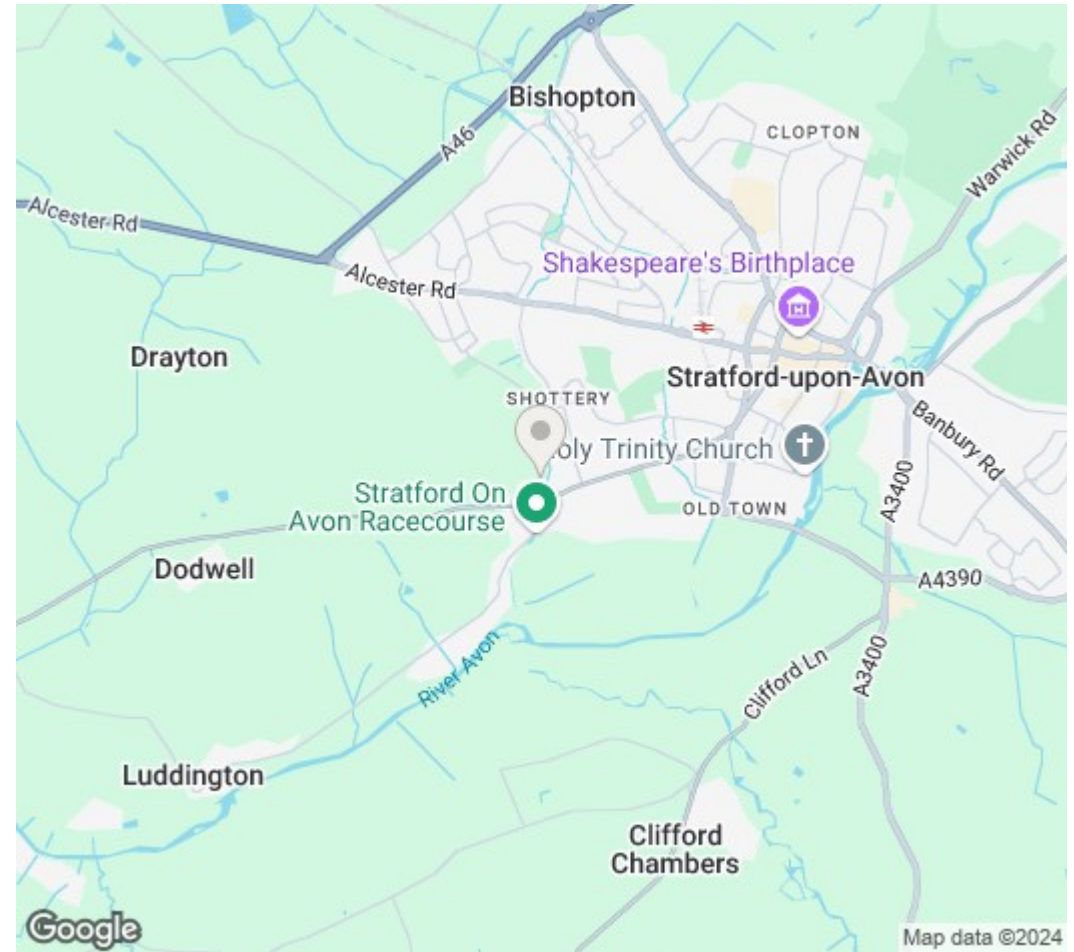 Bishopton
CLOPTON
A46
Warwick Rd
Alcester Rd
Shakespeare's Birthplace
Alcester Rd
Drayton
Stratford-upon-Avon
SHOTTERY
Banbury Rd
oly Trinity Church
A3400
Stratford On
Avon Racecourse
OLD TOWN
Dodwell
A4390
River Avon
Clifford Ln
A3400
Luddington
Clifford
Chambers
Google
Map data ©2024